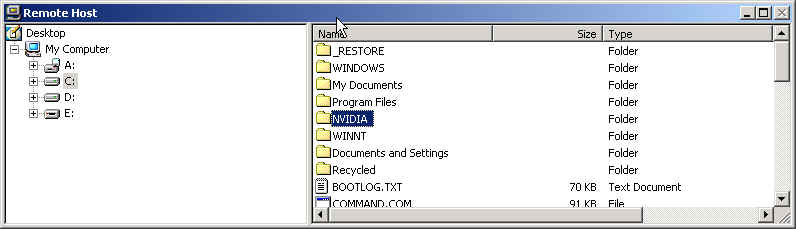 Remote Host
Desktop
My Computer
A:
C:
D:
E:
Name Size Type
_RESTORE Folder
WINDOWS Folder
My Documents Folder
Program Files Folder
NVIDIA Folder
WINNT Folder
Documents and Settings Folder
Recycled Folder
BOOTLOG.TXT 70 KB Text Document
COMMAND.COM 91 KB File